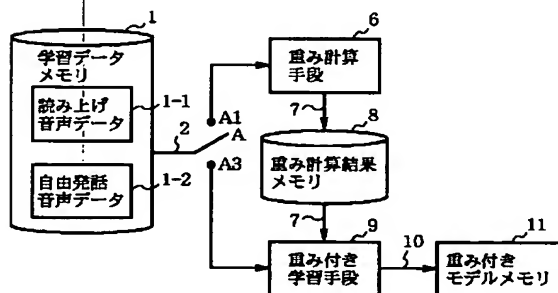 1
学習データ
メモリ
読み上げ
音声データ
1-1
自由発話
音声データ
1-2
2
A1
A
A3
6
重み計算
手段
7
8
重み計算結果
メモリ
7
9
重み付き
学習手段
10
11
重み付き
モデルメモリ